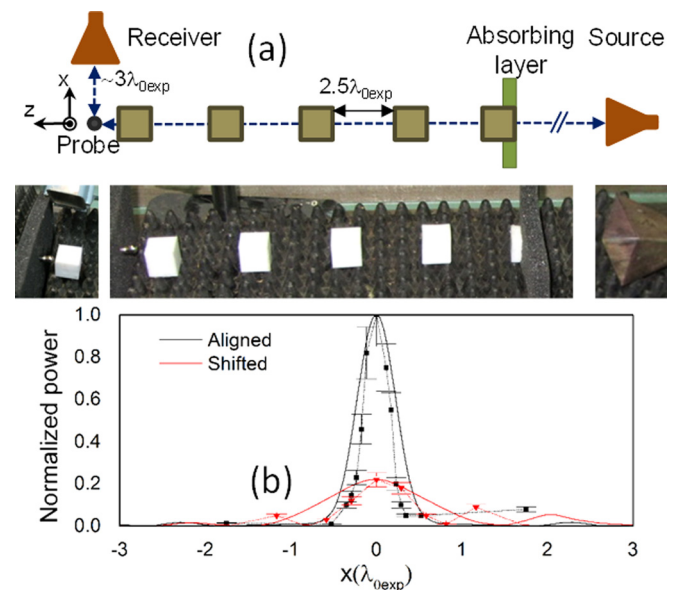 Receiver
(a)
Absorbing
layer
Source
~3λ0exp
2.5λ0exp
x
z
Probe
1.0
0.8
0.6
0.4
0.2
0.0
Normalized power
Aligned
Shifted
(b)
-3 -2 -1 0 1 2 3
x(λ0exp)